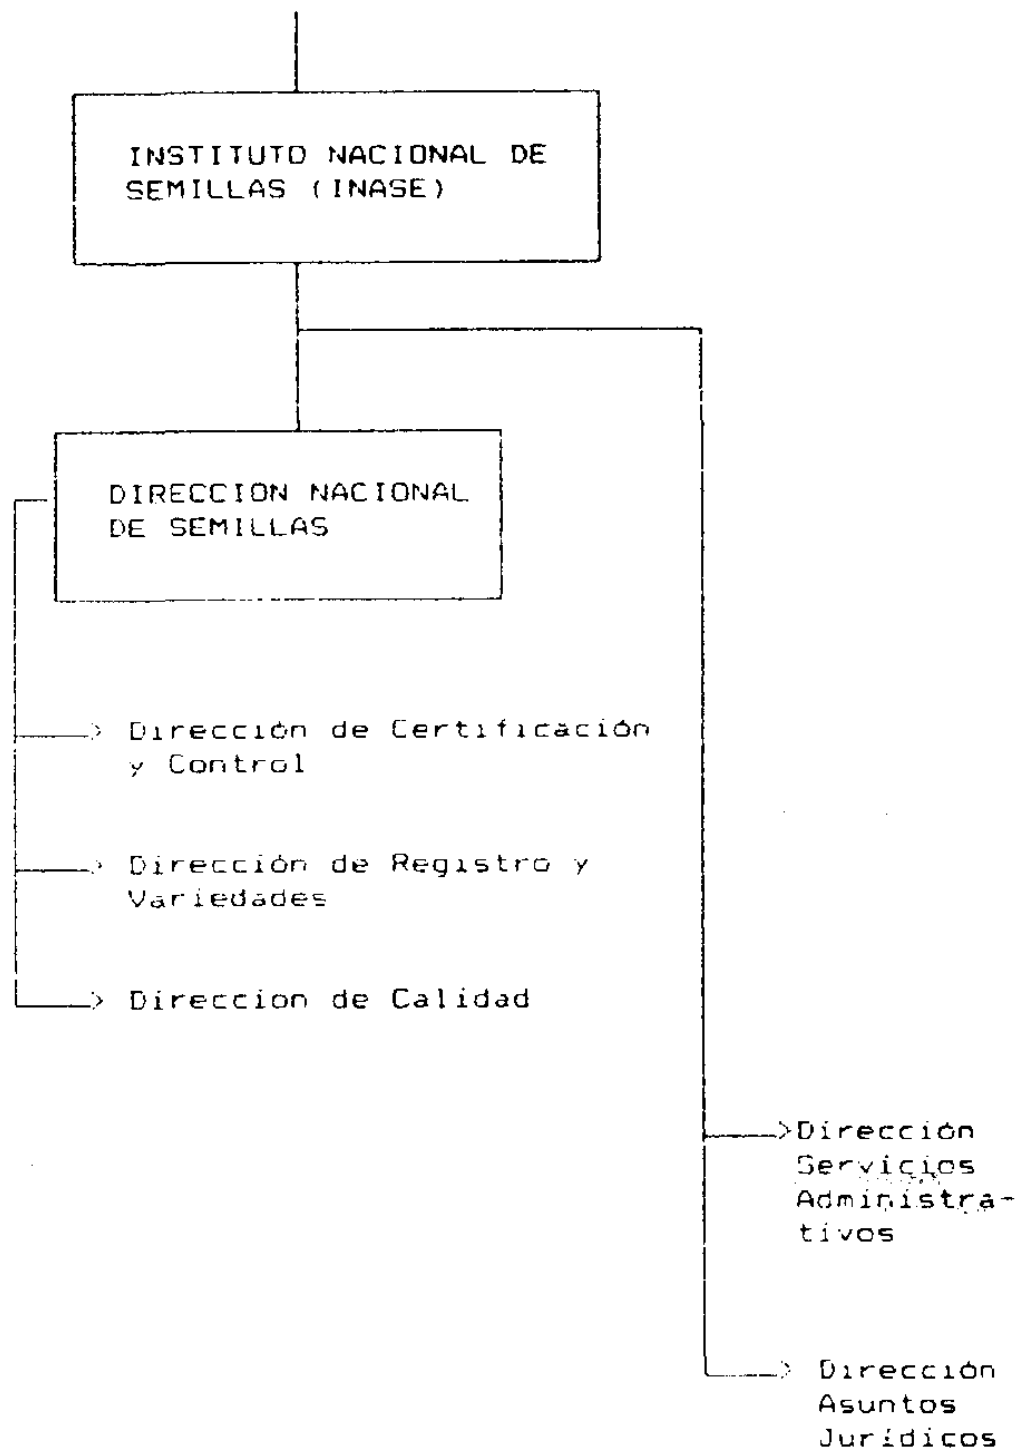 INSTITUTO NACIONAL DE
SEMILLAS (INASE)
DIRECCION NACIONAL
DE SEMILLAS
Dirección de Certificación
y Control
Dirección de Registro y
Variedades
Direccion de Calidad
Dirección
Servicios
Administra-
tivos
Dirección
Asuntos
Jurídicos